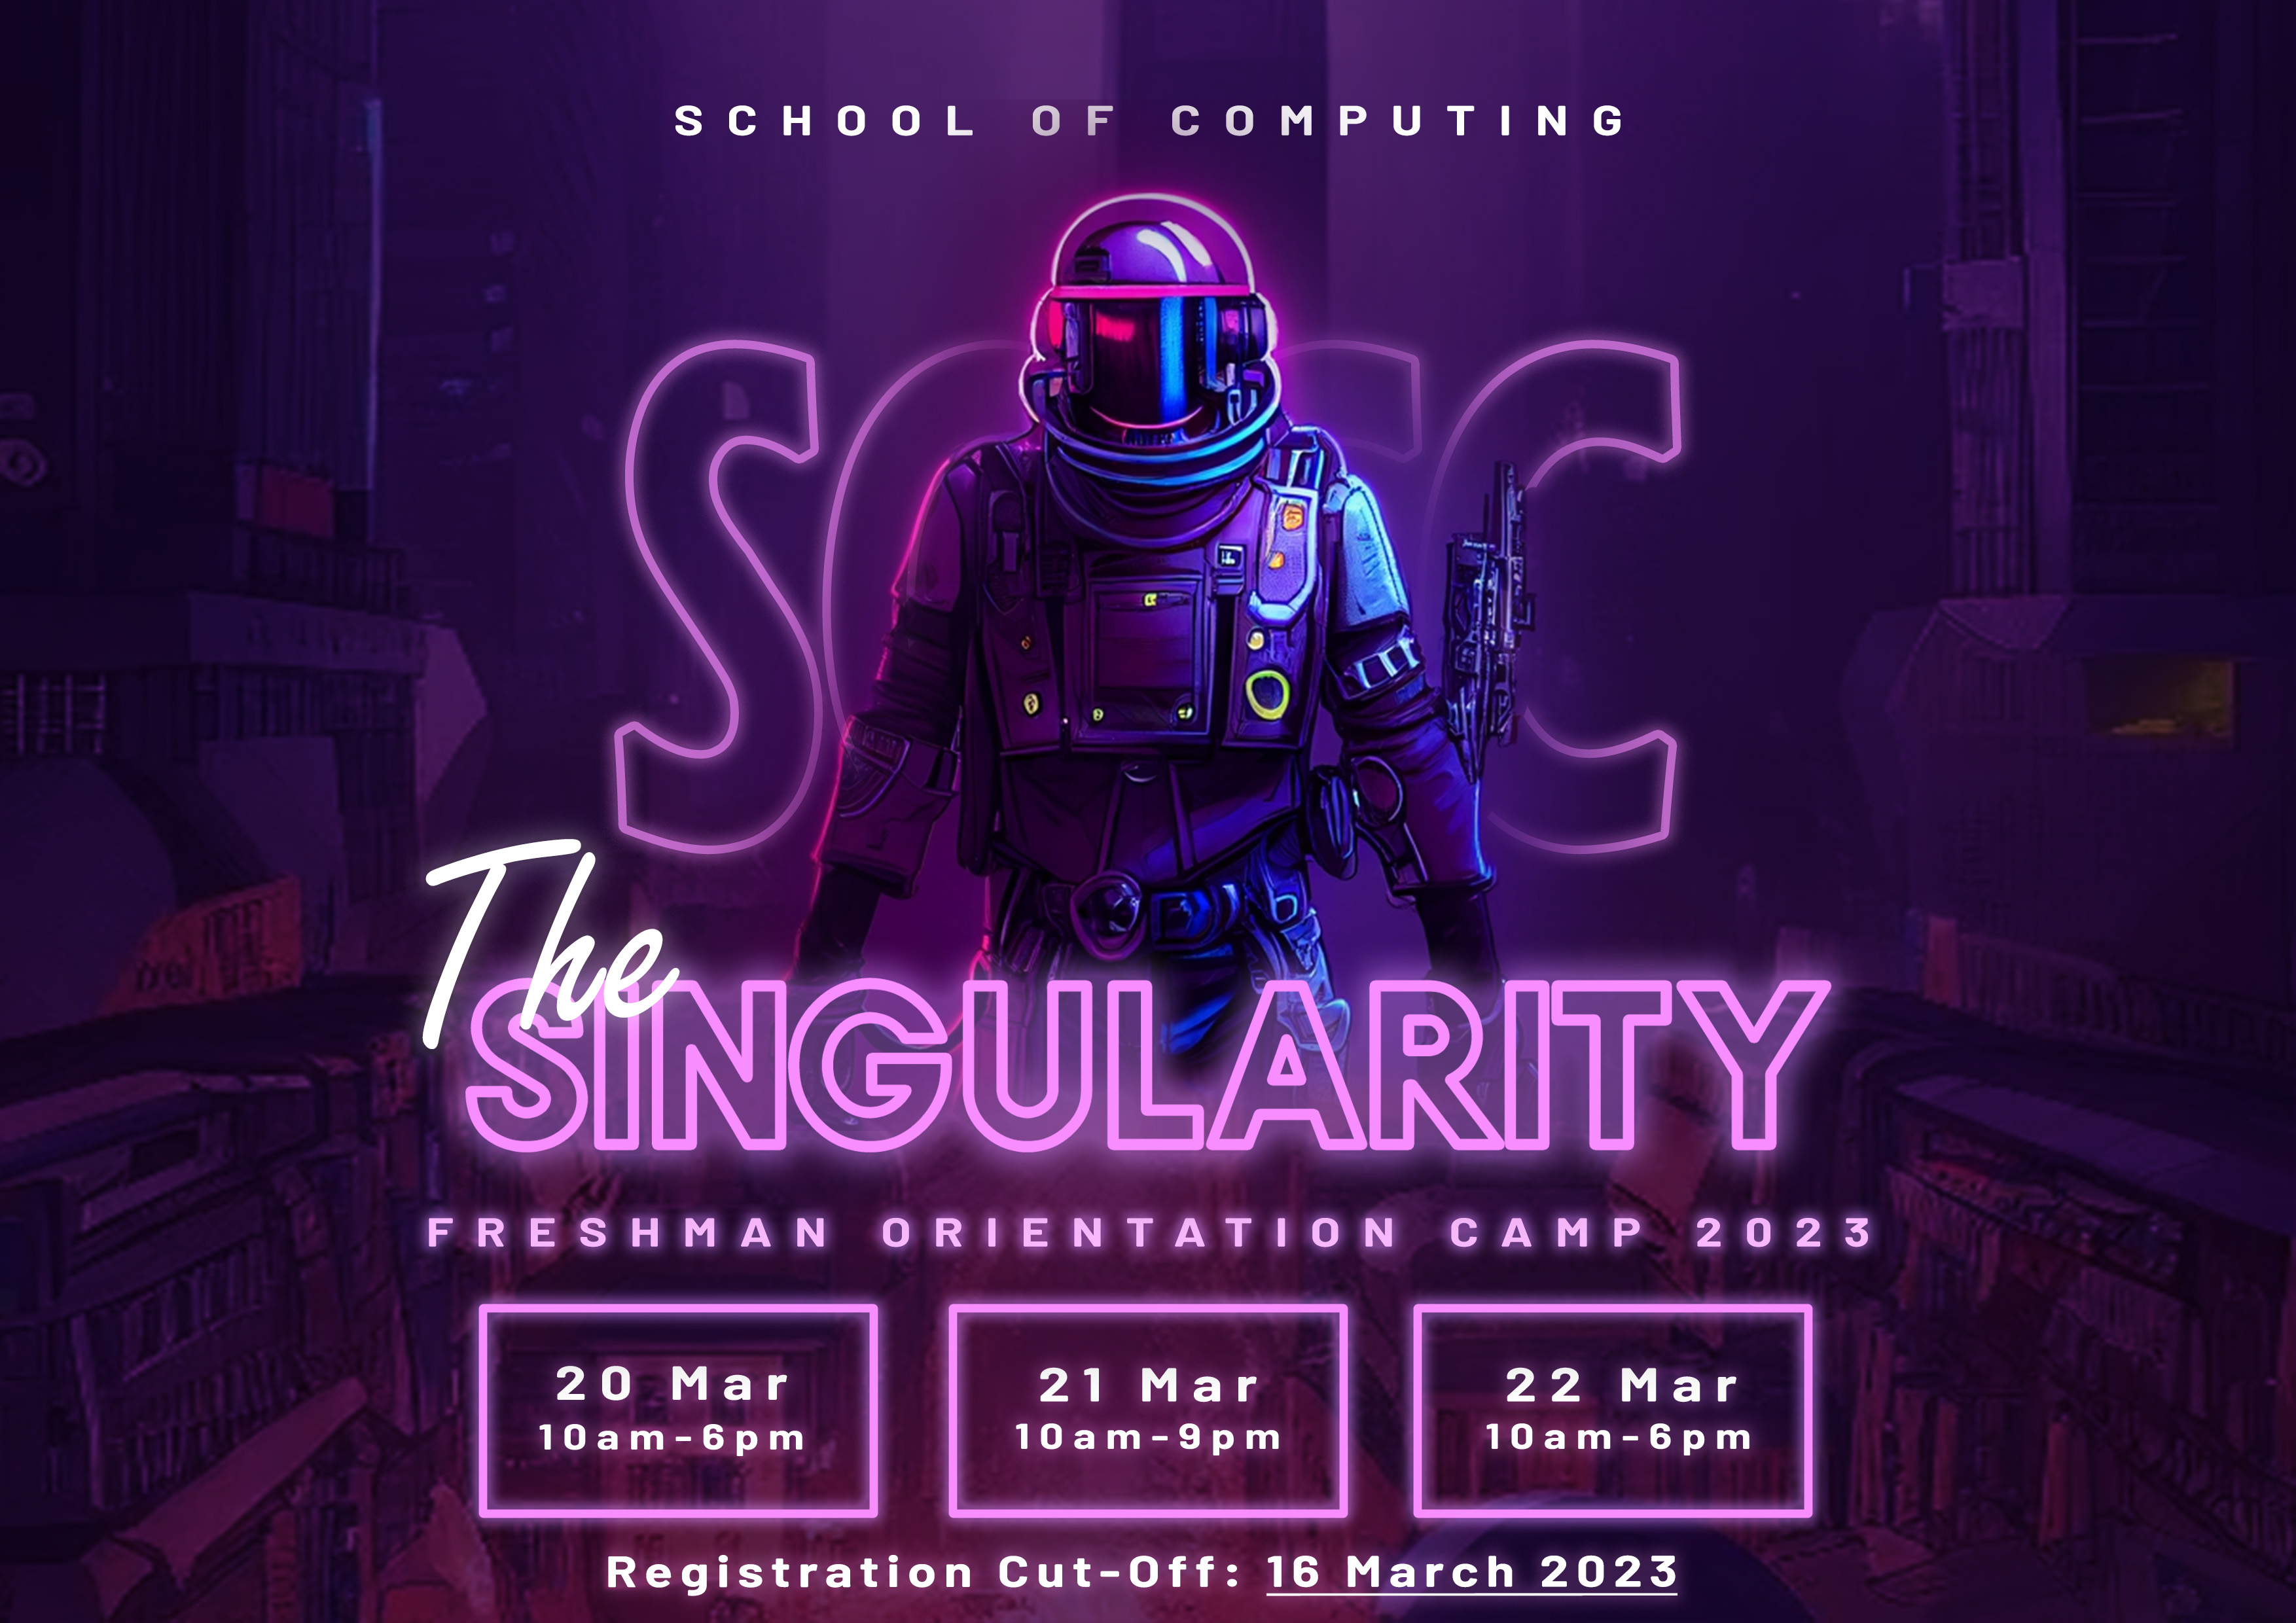 SCHOOL OF COMPUTING
The
SINGULARITY
FRESHMAN ORIENTATION CAMP 2023
20 Mar
10am-6pm
21 Mar
10am-9pm
22 Mar
10am-6pm
Registration Cut-Off: 16 March 2023